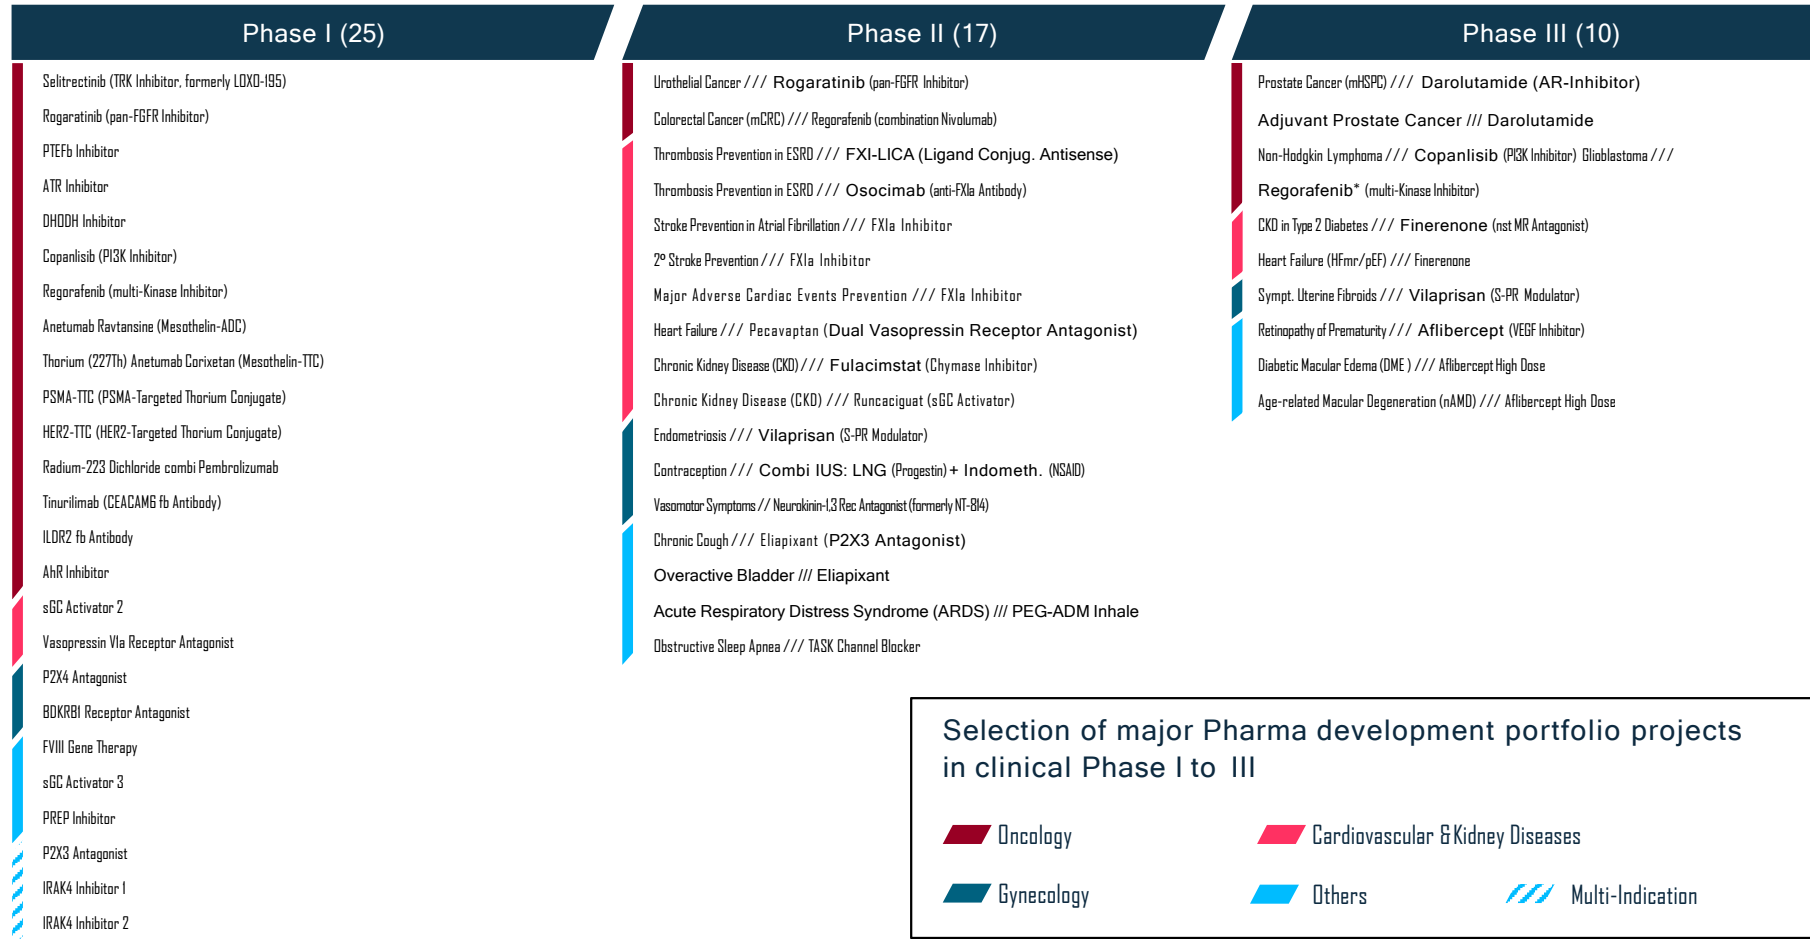 Phase I (25)
Selitrectinib (TRK Inhibitor, formerly LOXO-195)
Rogaratinib (pan-FGFR Inhibitor)
PTEFb Inhibitor
ATR Inhibitor
DHODH Inhibitor
Copanlisib (PI3K Inhibitor)
Regorafenib (multi-Kinase Inhibitor)
Anetumab Ravtansine (Mesothelin-ADC)
Thorium (227Th) Anetumab Corixetan (Mesothelin-TTC)
PSMA-TTC (PSMA-Targeted Thorium Conjugate)
HER2-TTC (HER2-Targeted Thorium Conjugate)
Radium-223 Dichloride combi Pembrolizumab
Tinurilimab (CEACAM6 fb Antibody)
ILDR2 fb Antibody
AhR Inhibitor
sGC Activator 2
Vasopressin V1a Receptor Antagonist
P2X4 Antagonist
BDKRB1 Receptor Antagonist
FVIII Gene Therapy
sGC Activator 3
PREP Inhibitor
P2X3 Antagonist
IRAK4 Inhibitor 1
IRAK4 Inhibitor 2
Phase II (17)
Urothelial Cancer /// Rogaratinib (pan-FGFR Inhibitor)
Colorectal Cancer (mCRC) /// Regorafenib (combination Nivolumab)
Thrombosis Prevention in ESRD /// FXI-LICA (Ligand Conjug. Antisense)
Thrombosis Prevention in ESRD /// Osocimab (anti-FXIa Antibody)
Stroke Prevention in Atrial Fibrillation /// FXIa Inhibitor
2º Stroke Prevention /// FXIa Inhibitor
Major Adverse Cardiac Events Prevention /// FXIa Inhibitor
Heart Failure /// Pecavaptan (Dual Vasopressin Receptor Antagonist)
Chronic Kidney Disease (CKD) /// Fulacimstat (Chymase Inhibitor)
Chronic Kidney Disease (CKD) /// Runcaciguat (sGC Activator)
Endometriosis /// Vilaprisan (S-PR Modulator)
Contraception /// Combi IUS: LNG (Progestin) + Indometh. (NSAID)
Vasomotor Symptoms // Neurokinin-1,3 Rec Antagonist (formerly NT-814)
Chronic Cough /// Eliapixant (P2X3 Antagonist)
Overactive Bladder /// Eliapixant
Acute Respiratory Distress Syndrome (ARDS) /// PEG-ADM Inhale
Obstructive Sleep Apnea /// TASK Channel Blocker
Phase III (10)
Prostate Cancer (mHSPC) /// Darolutamide (AR-Inhibitor)
Adjuvant Prostate Cancer /// Darolutamide
Non-Hodgkin Lymphoma /// Copanlisib (PI3K Inhibitor) Glioblastoma ///
Regorafenib* (multi-Kinase Inhibitor)
CKD in Type 2 Diabetes /// Finerenone (nst MR Antagonist)
Heart Failure (HFmr/pEF) /// Finerenone
Sympt. Uterine Fibroids /// Vilaprisan (S-PR Modulator)
Retinopathy of Prematurity /// Aflibercept (VEGF Inhibitor)
Diabetic Macular Edema (DME ) /// Aflibercept High Dose
Age-related Macular Degeneration (nAMD) /// Aflibercept High Dose
Selection of major Pharma development portfolio projects
in clinical Phase I to III
Oncology
Cardiovascular & Kidney Diseases
Gynecology
Others
Multi-Indication